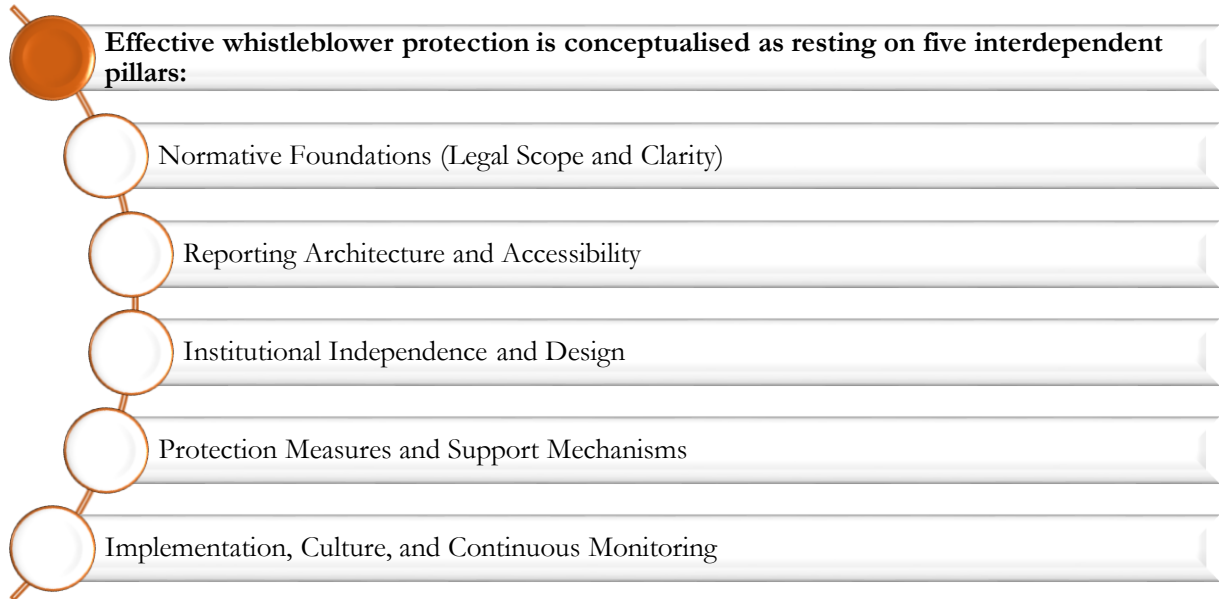 Effective whistleblower protection is conceptualised as resting on five interdependent
pillars:
Normative Foundations (Legal Scope and Clarity)
Reporting Architecture and Accessibility
Institutional Independence and Design
Protection Measures and Support Mechanisms
Implementation, Culture, and Continuous Monitoring